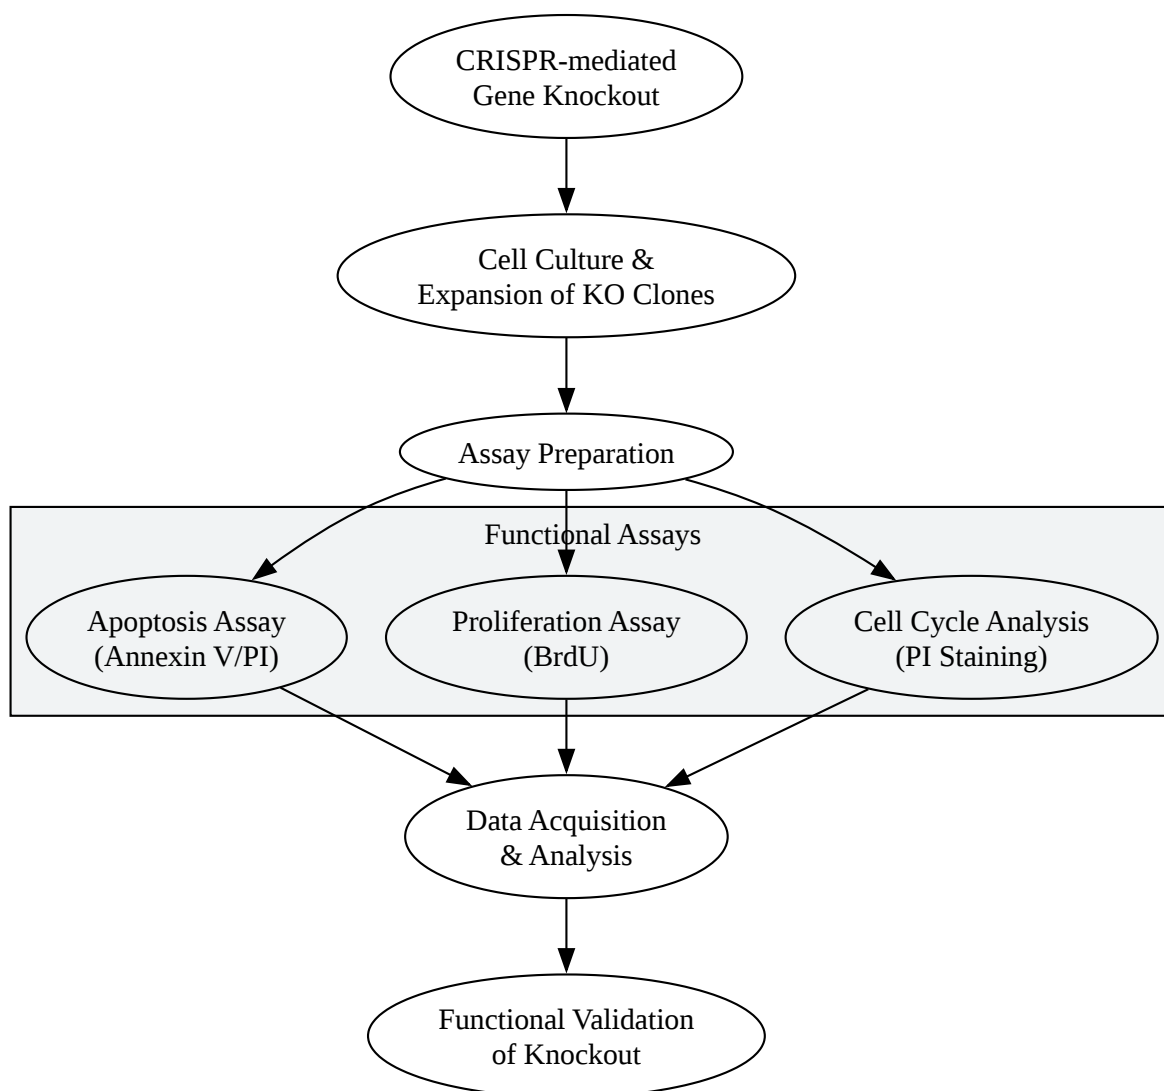 CRISPR-mediated
Gene Knockout
Cell Culture &
Expansion of KO Clones
Assay Preparation
Functional Assays
Apoptosis Assay
(Annexin V/PI)
Proliferation Assay
(BrdU)
Cell Cycle Analysis
(PI Staining)
Data Acquisition
& Analysis
Functional Validation
of Knockout